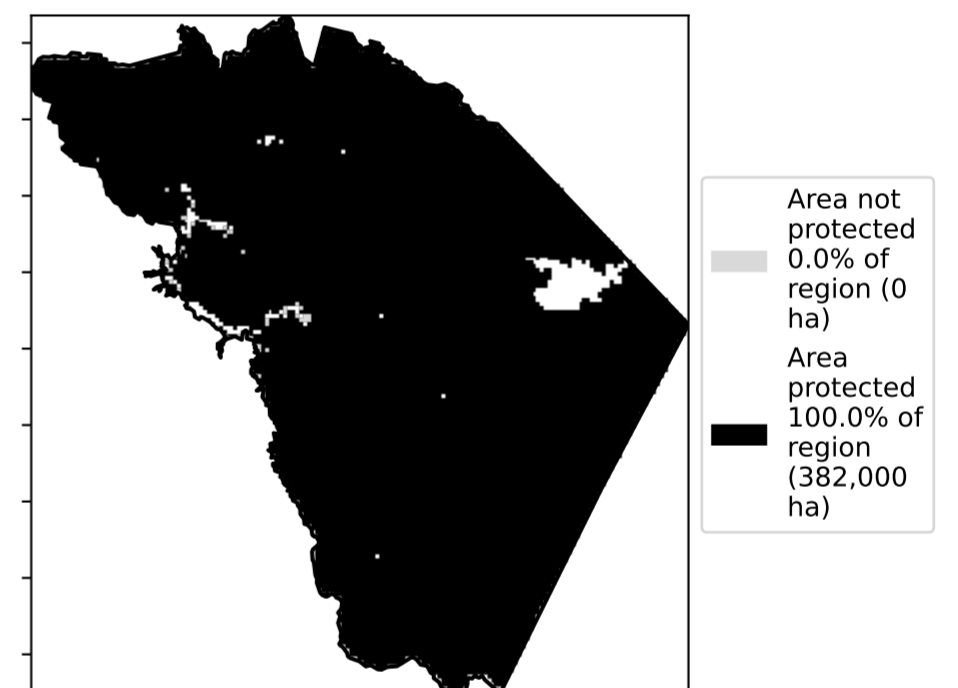 Area not
protected
0.0% of
region (0
ha)
Area
protected
100.0% of
region
(382,000
ha)